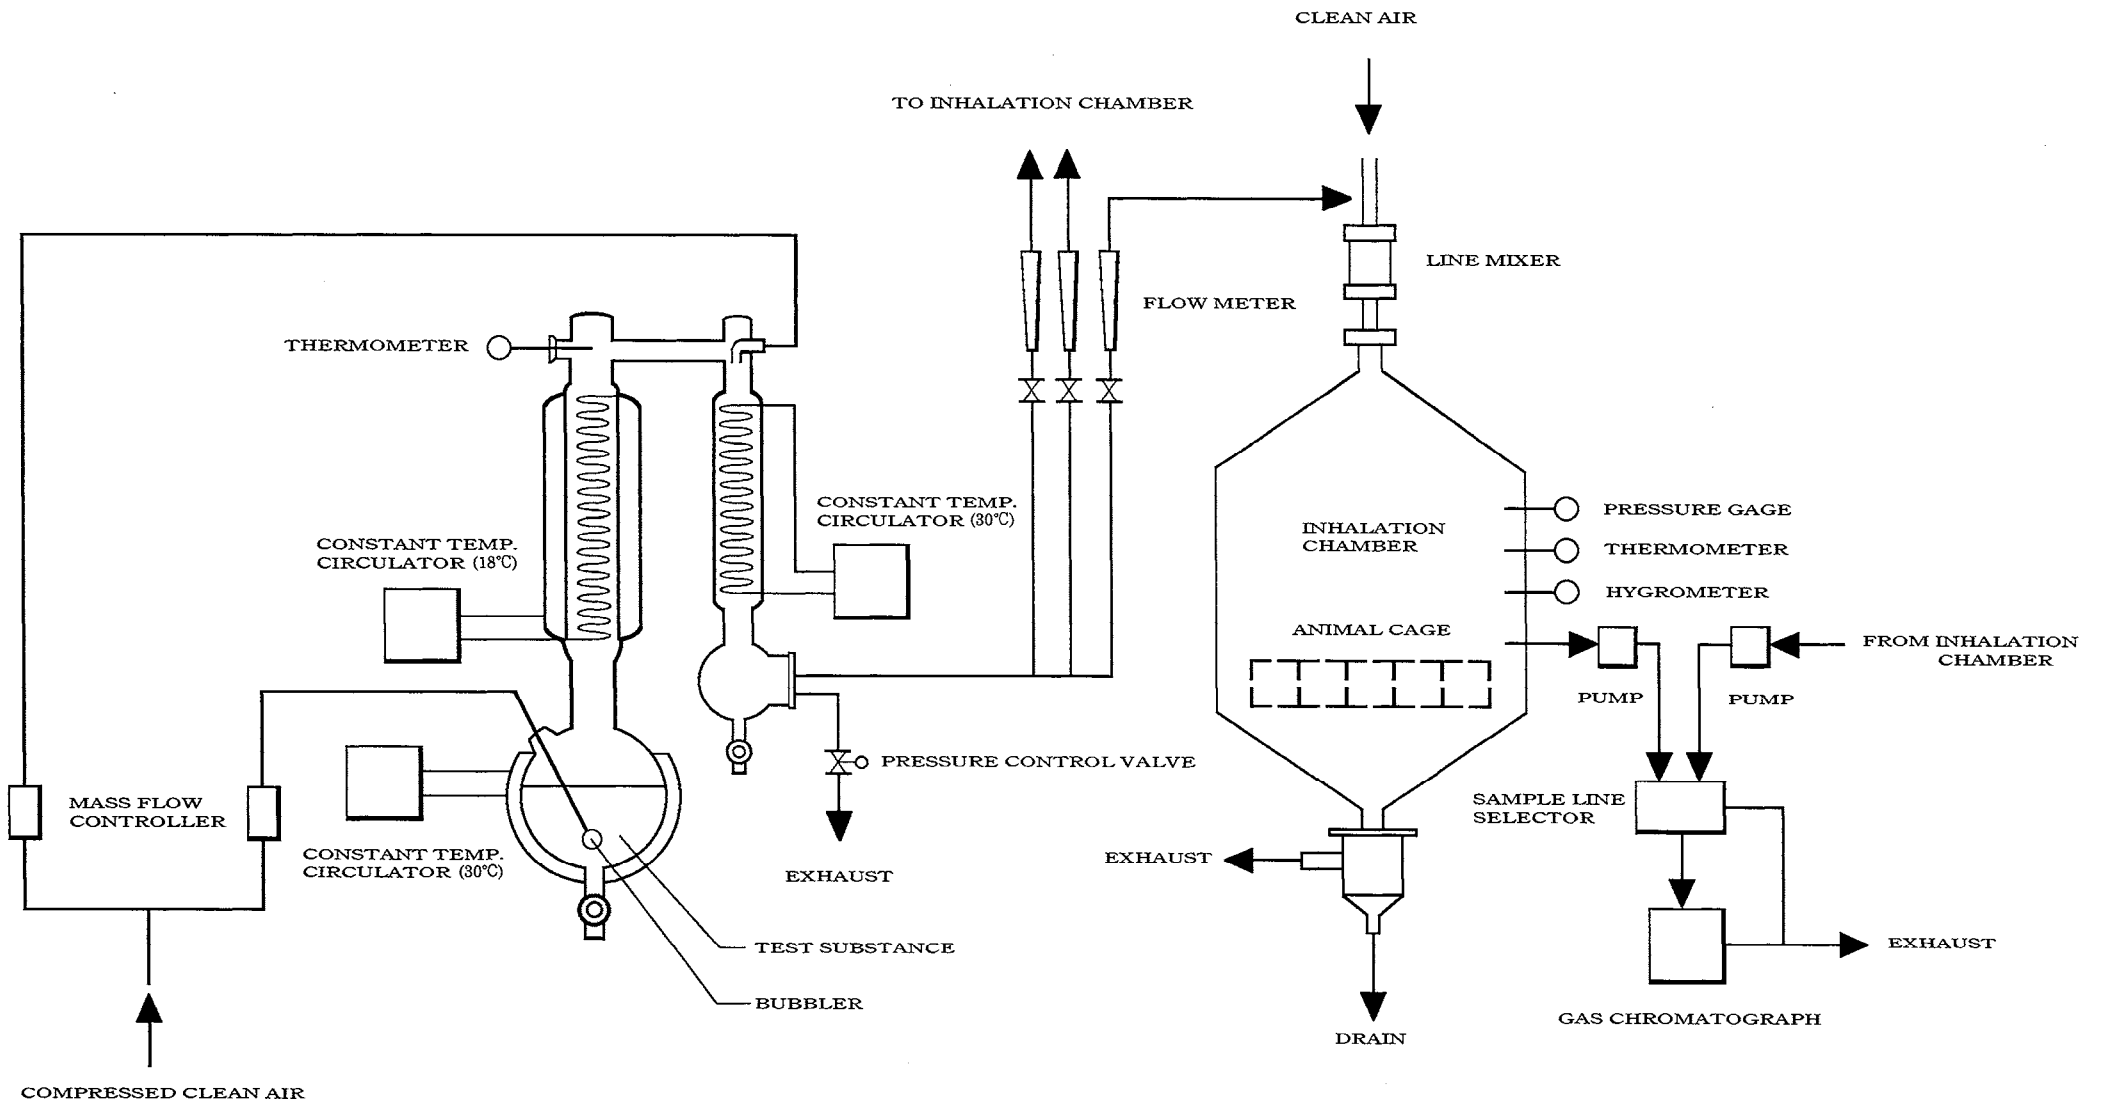 CLEAN AIR
TO INHALATION CHAMBER
LINE MIXER
FLOW METER
THERMOMETER
CONSTANT TEMP.
CIRCULATOR (30°C)
PRESSURE GAGE
INHALATION
CHAMBER
CONSTANT TEMP.
CIRCULATOR (18°C)
THERMOMETER
HYGROMETER
ANIMAL CAGE
FROM INHALATION
CHAMBER
PUMP
PUMP
PRESSURE CONTROL VALVE
MASS FLOW
CONTROLLER
SAMPLE LINE
SELECTOR
CONSTANT TEMP.
CIRCULATOR (30°C)
EXHAUST
EXHAUST
TEST SUBSTANCE
EXHAUST
BUBBLER
GAS CHROMATOGRAPH
DRAIN
COMPRESSED CLEAN AIR